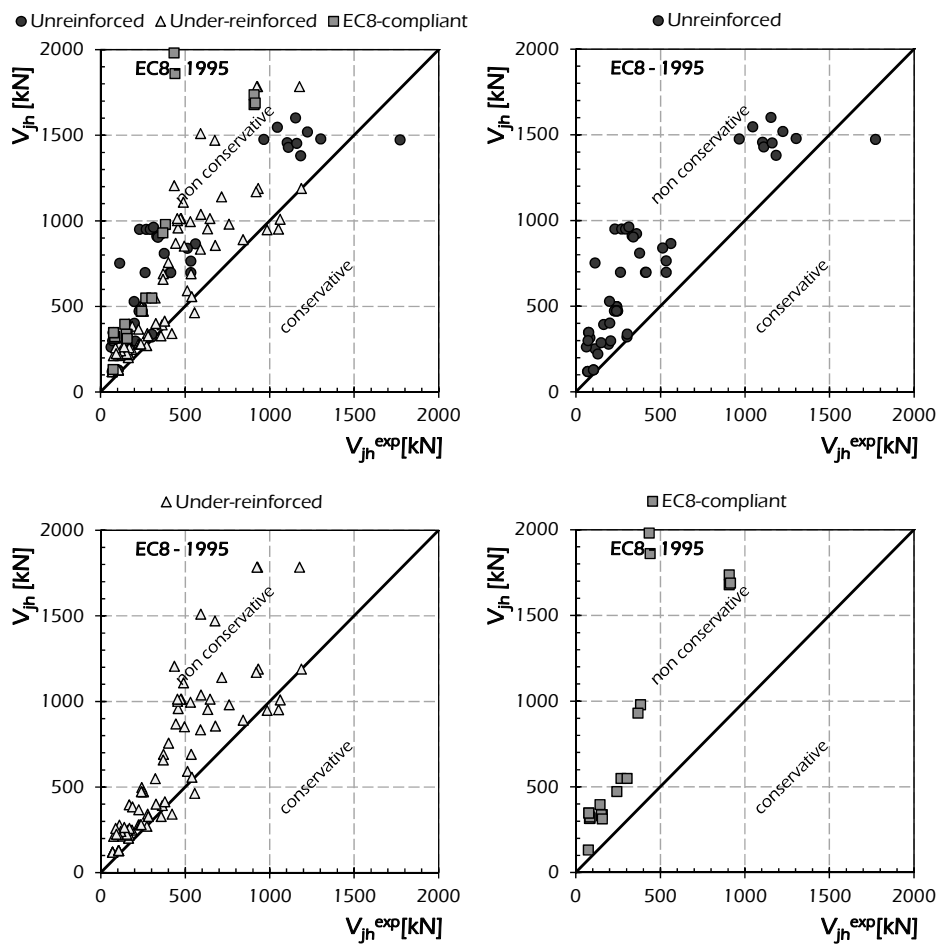 Unreinforced Under-reinforced EC8-compliant
Unreinforced
2000
1500
1000
500
0
V_jh [kN]
EC8 - 1995
non conservative
conservative
0 500 1000 1500 2000
V_jh^exp[kN]
2000
1500
1000
500
0
V_jh [kN]
EC8 - 1995
non conservative
conservative
0 500 1000 1500 2000
V_jh^exp[kN]
Under-reinforced
EC8-compliant
2000
1500
1000
500
0
V_jh [kN]
EC8 - 1995
non conservative
conservative
0 500 1000 1500 2000
V_jh^exp[kN]
2000
1500
1000
500
0
V_jh [kN]
EC8 - 1995
non conservative
conservative
0 500 1000 1500 2000
V_jh^exp[kN]